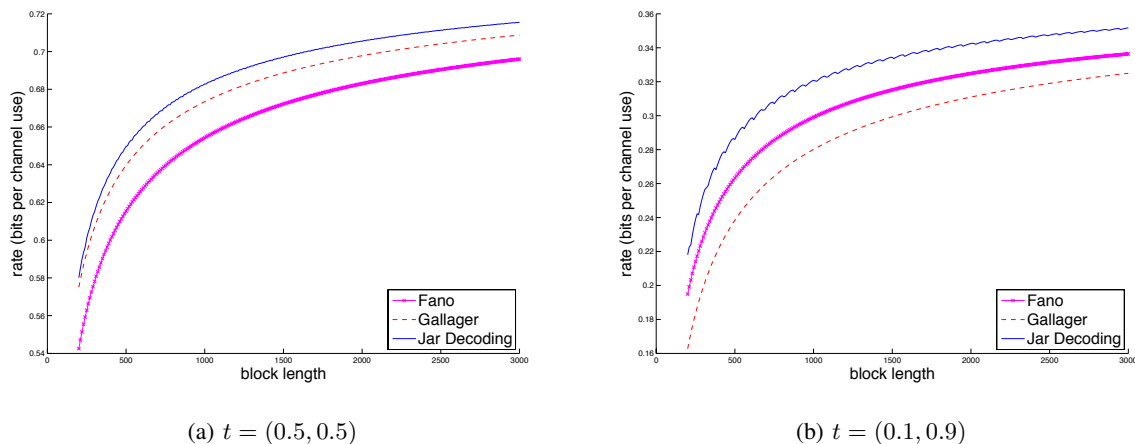 0.72
0.7
0.68
0.66
0.64
0.62
0.6
0.58
0.56
0.54
rate (bits per channel use)
0 500 1000 1500 2000 2500 3000
block length
Fano
Gallager
Jar Decoding
(a) t = (0.5, 0.5)
0.36
0.34
0.32
0.3
0.28
0.26
0.24
0.22
0.2
0.18
0.16
rate (bits per channel use)
0 500 1000 1500 2000 2500 3000
block length
Fano
Gallager
Jar Decoding
(b) t = (0.1, 0.9)